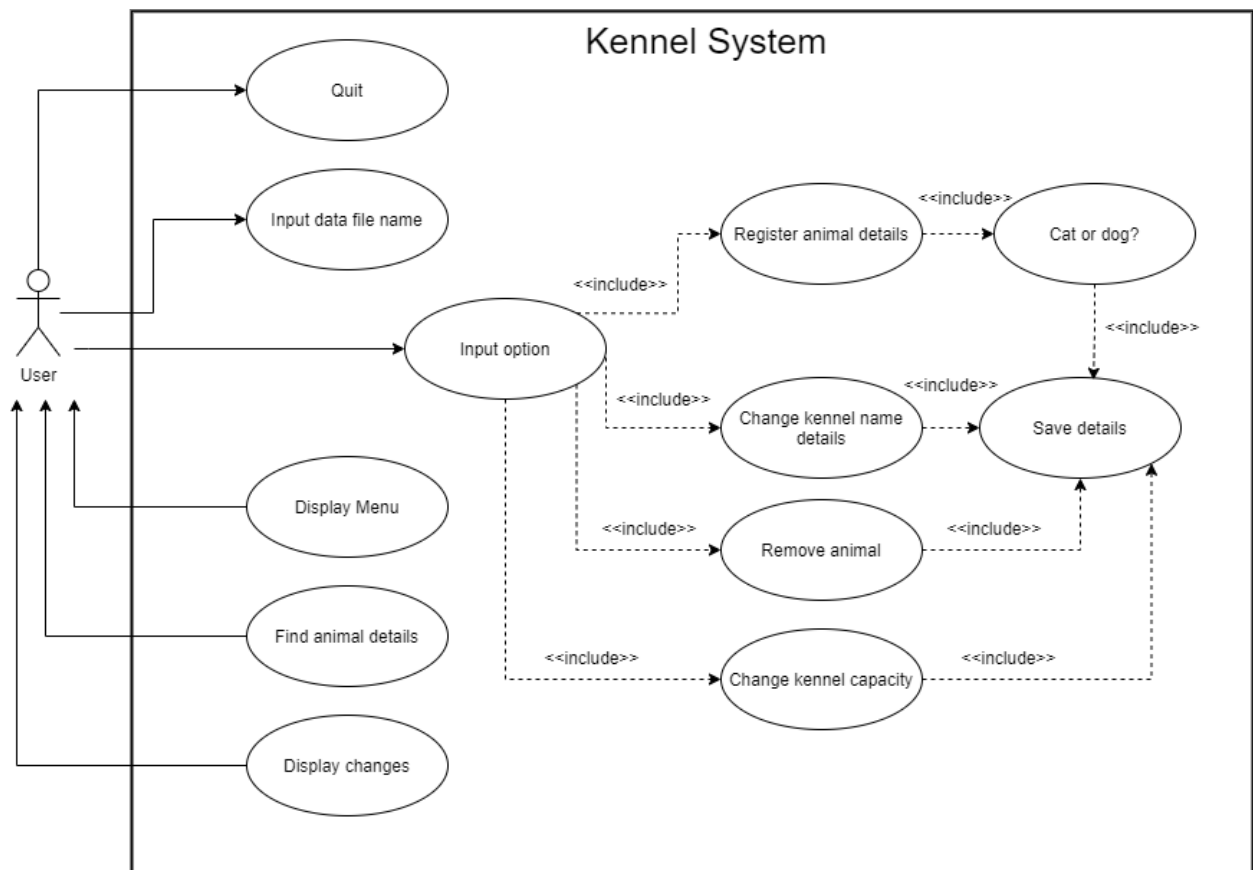 Kennel System
Quit
Input data file name
<<include>>
Register animal details
Cat or dog?
<<include>>
<<include>>
User
Input option
<<include>>
<<include>>
Change kennel name
details
Save details
Display Menu
<<include>>
<<include>>
Remove animal
Find animal details
<<include>>
<<include>>
Change kennel capacity
Display changes